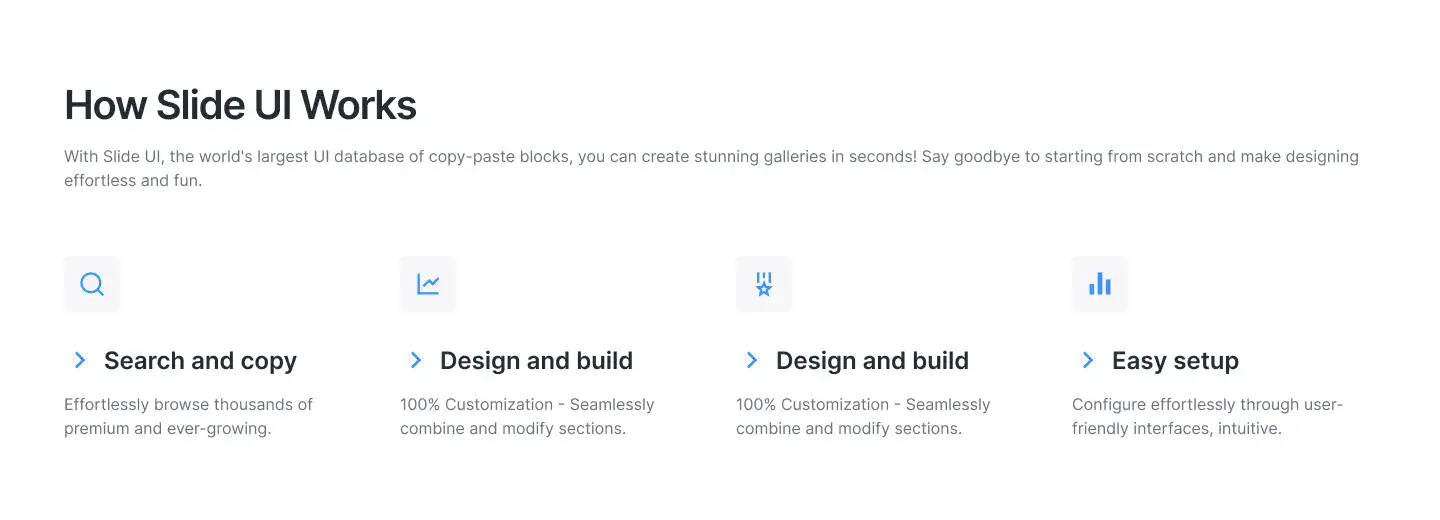 How Slide UI Works
With Slide UI, the world's largest UI database of copy-paste blocks, you can create stunning galleries in seconds! Say goodbye to starting from scratch and make designing
effortless and fun.
Search and copy
Effortlessly browse thousands of
premium and ever-growing.
Design and build
100% Customization - Seamlessly
combine and modify sections.
Design and build
100% Customization - Seamlessly
combine and modify sections.
Easy setup
Configure effortlessly through user-
friendly interfaces, intuitive.